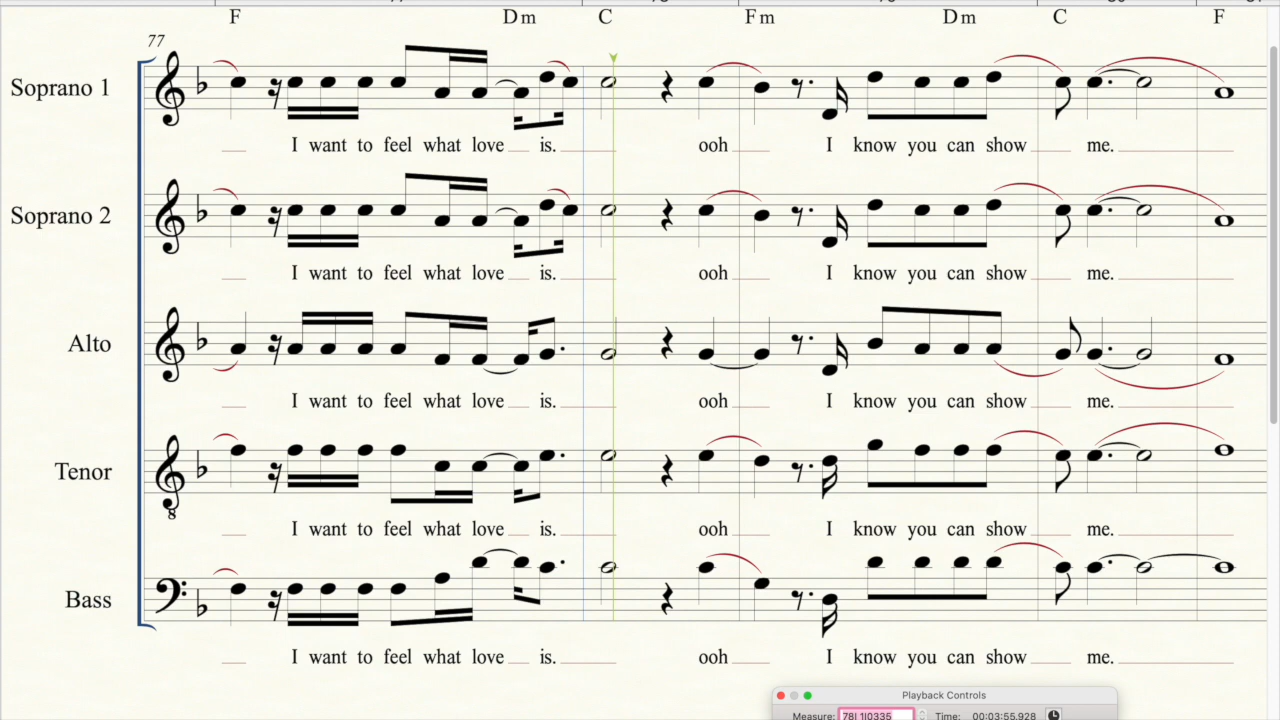 F Dm C Fm Dm C F
77
Soprano 1
I want to feel what love is. ooh I know you can show me.
Soprano 2
I want to feel what love is. ooh I know you can show me.
Alto
I want to feel what love is. ooh I know you can show me.
Tenor
8
I want to feel what love is. ooh I know you can show me.
Bass
I want to feel what love is. ooh I know you can show me.
Playback Controls
Measure: 78| 1|0335 Time: 00:03:55.928